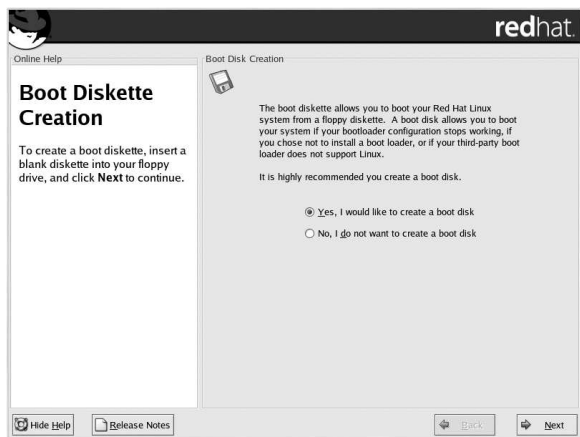 redhat.
Online Help
Boot Diskette
Creation
To create a boot diskette, insert a
blank diskette into your floppy
drive, and click Next to continue.
Boot Disk Creation
The boot diskette allows you to boot your Red Hat Linux
system from a floppy diskette. A boot disk allows you to boot
your system if your bootloader configuration stops working, if
you chose not to install a boot loader, or if your third-party boot
loader does not support Linux.
It is highly recommended you create a boot disk.
Yes, I would like to create a boot disk
No, I do not want to create a boot disk
Hide Help
Release Notes
Back
Next